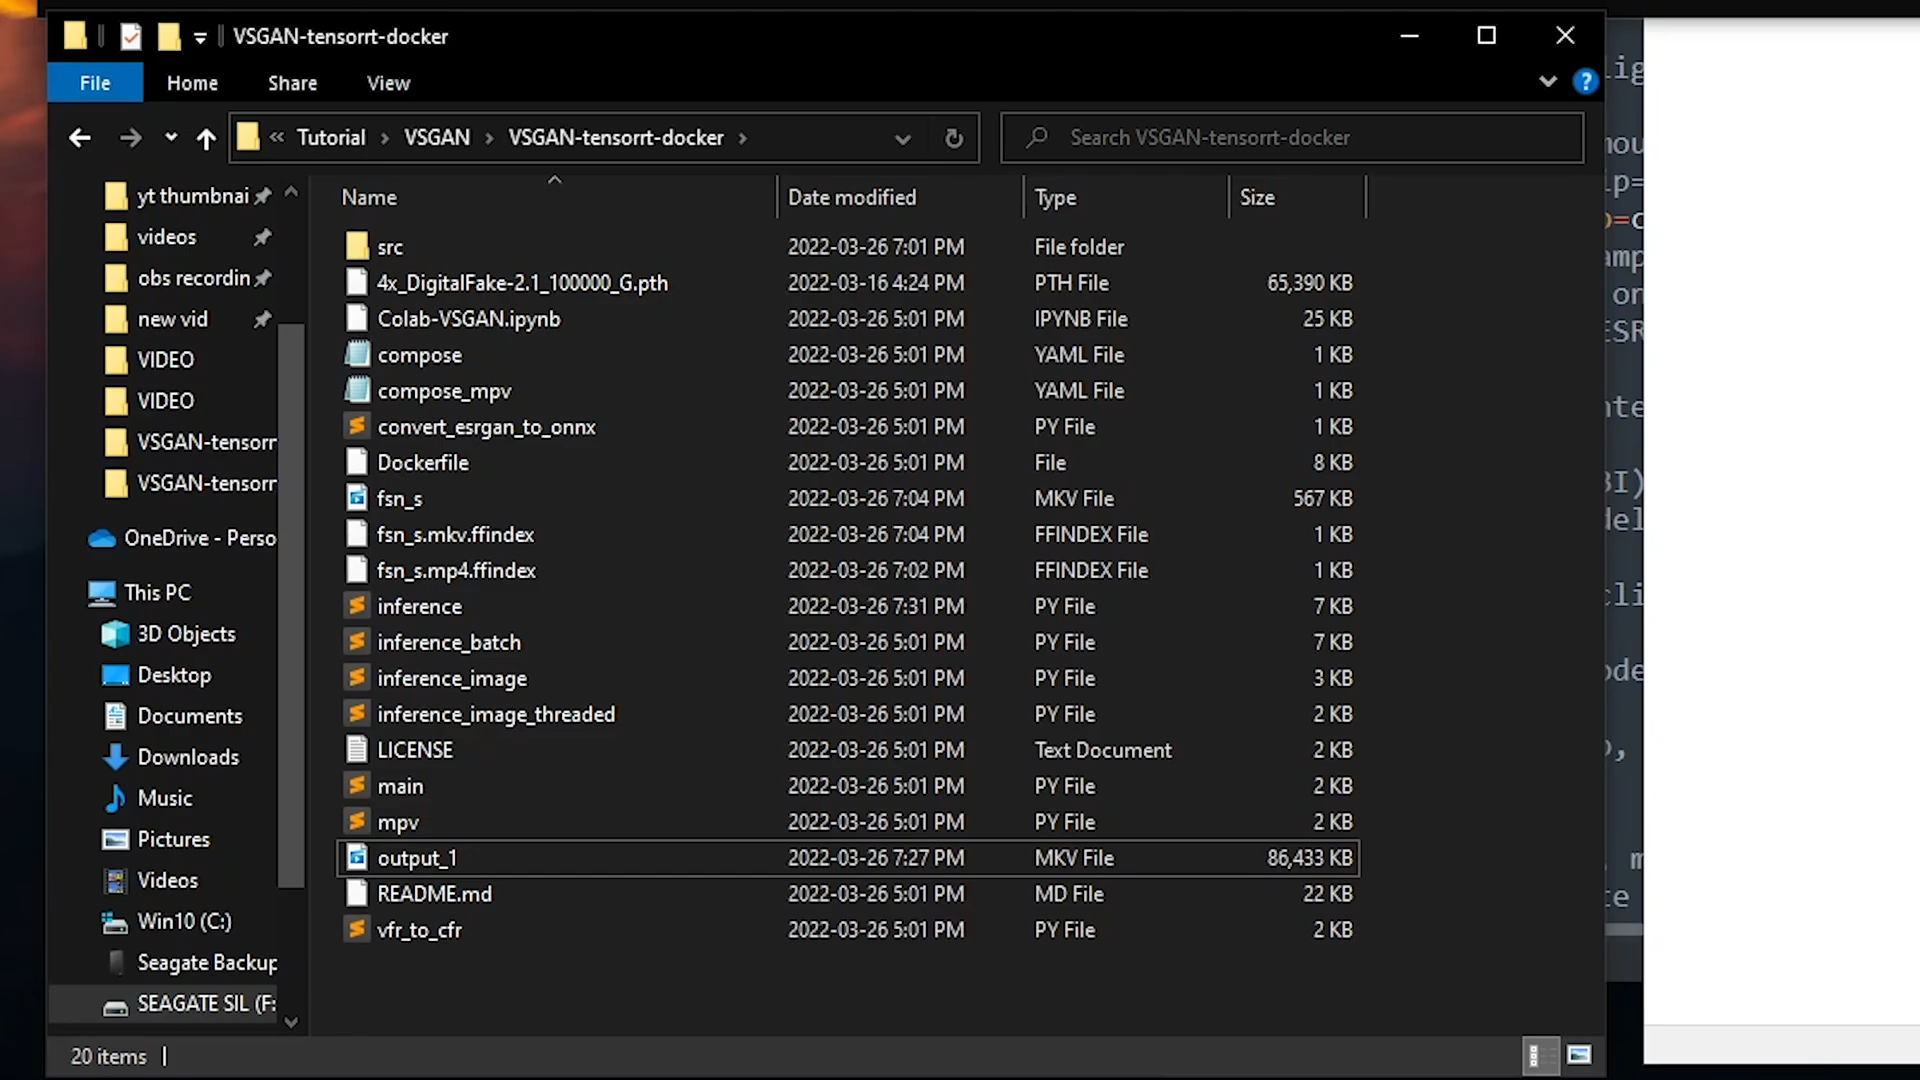 VSGAN-tensorrt-docker
File Home Share View
« Tutorial > VSGAN > VSGAN-tensorrt-docker >
Search VSGAN-tensorrt-docker
yt thumbnai
videos
obs recordin
new vid
VIDEO
VIDEO
VSGAN-tensorr
VSGAN-tensorr
OneDrive - Perso
This PC
3D Objects
Desktop
Documents
Downloads
Music
Pictures
Videos
Win10 (C:)
Seagate Backup
SEAGATE SIL (F:
Name Date modified Type Size
src 2022-03-26 7:01 PM File folder
4x_DigitalFake-2.1_100000_G.pth 2022-03-16 4:24 PM PTH File 65,390 KB
Colab-VSGAN.ipynb 2022-03-26 5:01 PM IPYNB File 25 KB
compose 2022-03-26 5:01 PM YAML File 1 KB
compose_mpv 2022-03-26 5:01 PM YAML File 1 KB
convert_esrgan_to_onnx 2022-03-26 5:01 PM PY File 1 KB
Dockerfile 2022-03-26 5:01 PM File 8 KB
fsn_s 2022-03-26 7:04 PM MKV File 567 KB
fsn_s.mkv.ffindex 2022-03-26 7:04 PM FFINDEX File 1 KB
fsn_s.mp4.ffindex 2022-03-26 7:02 PM FFINDEX File 1 KB
inference 2022-03-26 7:31 PM PY File 7 KB
inference_batch 2022-03-26 5:01 PM PY File 7 KB
inference_image 2022-03-26 5:01 PM PY File 3 KB
inference_image_threaded 2022-03-26 5:01 PM PY File 2 KB
LICENSE 2022-03-26 5:01 PM Text Document 2 KB
main 2022-03-26 5:01 PM PY File 2 KB
mpv 2022-03-26 5:01 PM PY File 2 KB
output_1 2022-03-26 7:27 PM MKV File 86,433 KB
README.md 2022-03-26 5:01 PM MD File 22 KB
vfr_to_cfr 2022-03-26 5:01 PM PY File 2 KB
20 items